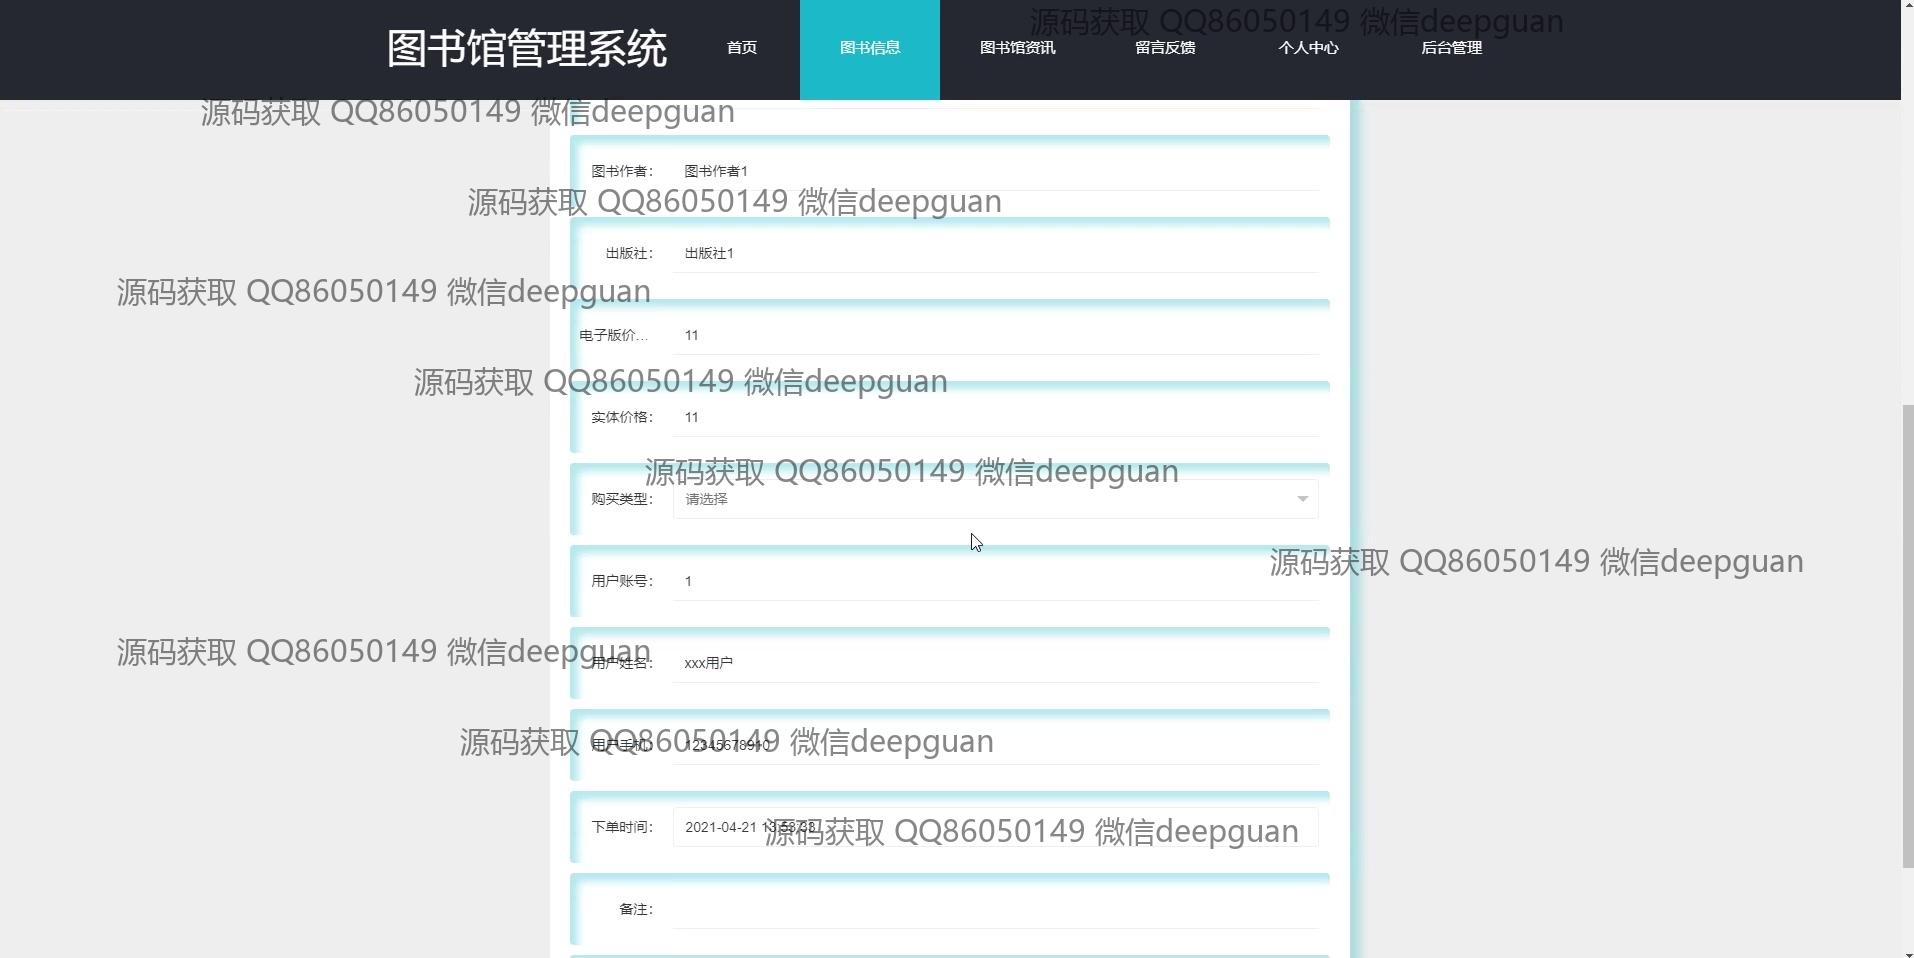 图书馆管理系统 首页 图书信息 图书馆资讯 留言反馈 个人中心 后台管理
源码获取 QQ86050149 微信deepguan
源码获取 QQ86050149 微信deepguan
图书作者： 图书作者1
源码获取 QQ86050149 微信deepguan
出版社： 出版社1
源码获取 QQ86050149 微信deepguan
电子版价... 11
源码获取 QQ86050149 微信deepguan
实体价格： 11
源码获取 QQ86050149 微信deepguan
购买类型： 请选择
源码获取 QQ86050149 微信deepguan
用户账号： 1
源码获取 QQ86050149 微信deepguan
用户姓名： xxx用户
源码获取 QQ86050149 微信deepguan
用户手机： 12345678910
下单时间： 2021-04-21 13:53:33
源码获取 QQ86050149 微信deepguan
备注：